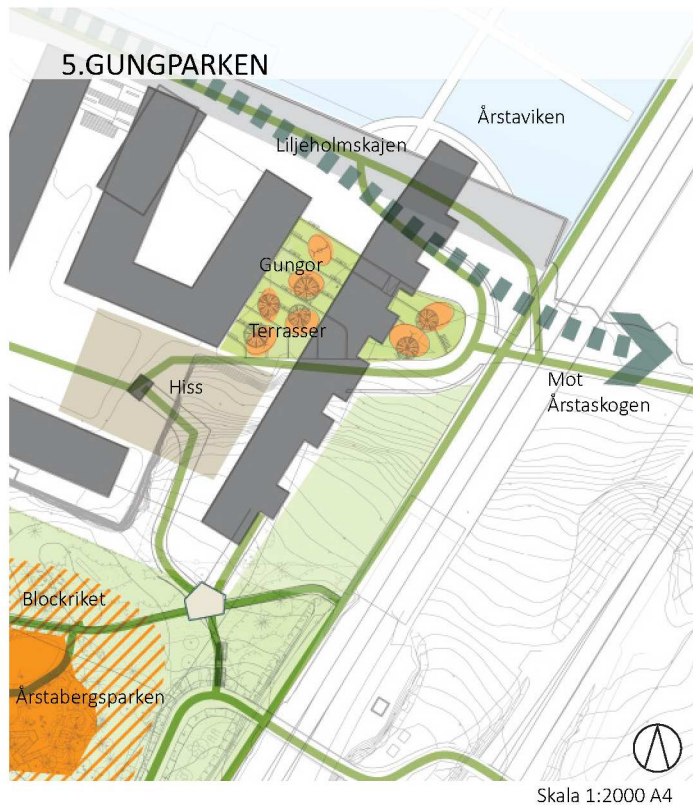 5.GUNGPARKEN
Årstaviken
Liljeholmskajen
Gungor
Terrasser
Hiss
Mot
Årstaskogen
Blockriket
Årstabergsparken
Skala 1:2000 A4